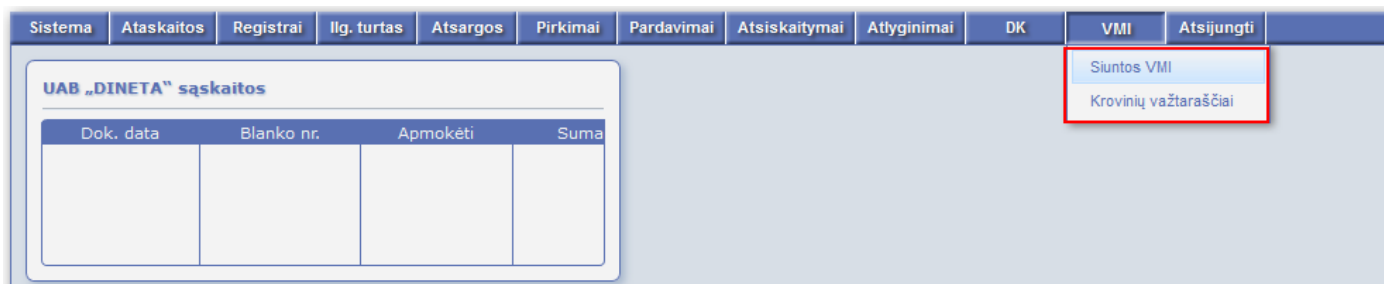 Sistema Ataskaitos Registrai Ilg. turtas Atsargos Pirkimai Pardavimai Atsiskaitymai Atlyginimai DK VMI Atsijungti
Siuntos VMI
Krovinių važtaraščiai
UAB „DINETA“ sąskaitos
Dok. data Blanko nr. Apmokėti Suma